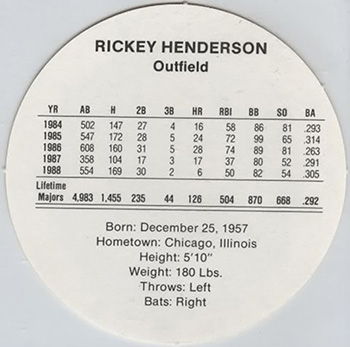 RICKEY HENDERSON
Outfield
YR AB H 2B 3B HR RBI BB SO BA
1984 502 147 27 4 16 58 86 81 .293
1985 547 172 28 5 24 72 99 65 .314
1986 608 160 31 5 28 74 89 81 .263
1987 358 104 17 3 17 37 80 52 .291
1988 554 169 30 2 6 50 82 54 .305
Lifetime
Majors 4,983 1,455 235 44 126 504 870 668 .292
Born: December 25, 1957
Hometown: Chicago, Illinois
Height: 5'10"
Weight: 180 Lbs.
Throws: Left
Bats: Right